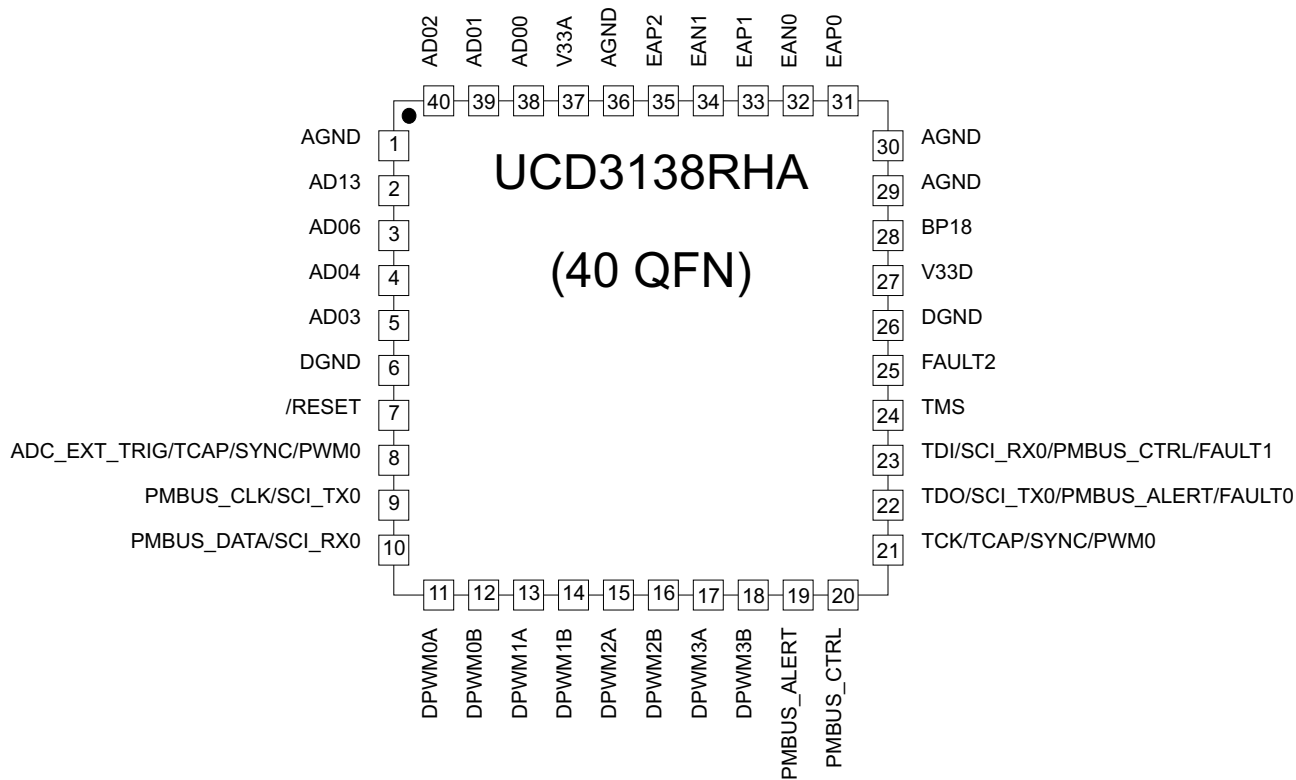 AD02
AD01
AD00
V33A
AGND
EAP2
EAN1
EAP1
EAN0
EAP0
40
39
38
37
36
35
34
33
32
31
AGND
1
AD13
2
AD06
3
AD04
4
AD03
5
DGND
6
/RESET
7
ADC_EXT_TRIG/TCAP/SYNC/PWM0
8
PMBUS_CLK/SCI_TX0
9
PMBUS_DATA/SCI_RX0
10
UCD3138RHA
(40 QFN)
30
AGND
29
AGND
28
BP18
27
V33D
26
DGND
25
FAULT2
24
TMS
23
TDI/SCI_RX0/PMBUS_CTRL/FAULT1
22
TDO/SCI_TX0/PMBUS_ALERT/FAULT0
21
TCK/TCAP/SYNC/PWM0
11
12
13
14
15
16
17
18
19
20
DPWM0A
DPWM0B
DPWM1A
DPWM1B
DPWM2A
DPWM2B
DPWM3A
DPWM3B
PMBUS_ALERT
PMBUS_CTRL